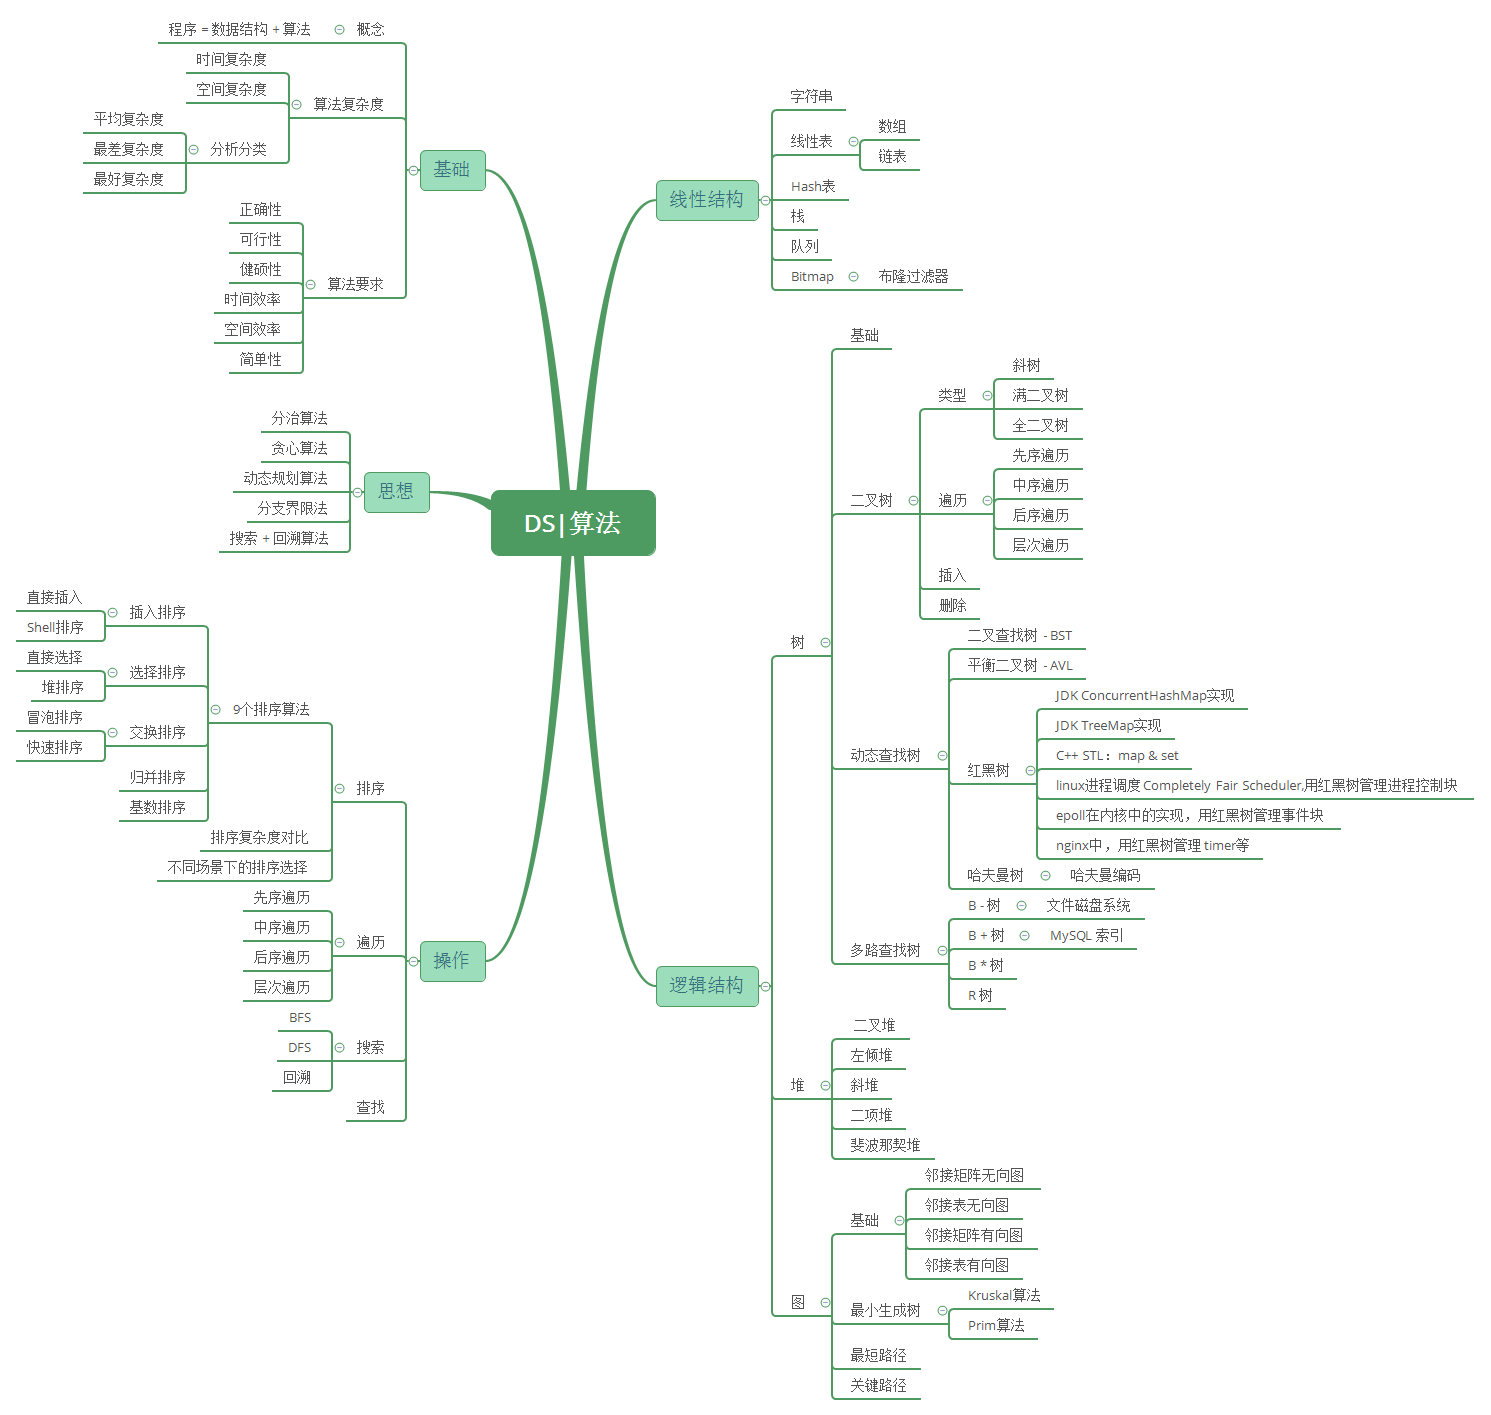 DS|算法
基础
概念
程序 = 数据结构 + 算法
算法复杂度
时间复杂度
空间复杂度
分析分类
平均复杂度
最差复杂度
最好复杂度
算法要求
正确性
可行性
健硕性
时间效率
空间效率
简单性
思想
分治算法
贪心算法
动态规划算法
分支界限法
搜索 + 回溯算法
操作
排序
9个排序算法
插入排序
直接插入
Shell排序
选择排序
直接选择
堆排序
交换排序
冒泡排序
快速排序
归并排序
基数排序
排序复杂度对比
不同场景下的排序选择
遍历
先序遍历
中序遍历
后序遍历
层次遍历
搜索
BFS
DFS
回溯
查找
线性结构
字符串
线性表
数组
链表
Hash表
栈
队列
Bitmap
布隆过滤器
逻辑结构
树
基础
二叉树
类型
斜树
满二叉树
全二叉树
遍历
先序遍历
中序遍历
后序遍历
层次遍历
插入
删除
动态查找树
二叉查找树 - BST
平衡二叉树 - AVL
红黑树
JDK ConcurrentHashMap实现
JDK TreeMap实现
C++ STL：map & set
linux进程调度 Completely Fair Scheduler,用红黑树管理进程控制块
epoll在内核中的实现，用红黑树管理事件块
nginx中，用红黑树管理 timer等
哈夫曼树
哈夫曼编码
多路查找树
B - 树
文件磁盘系统
B + 树
MySQL 索引
B * 树
R 树
堆
二叉堆
左倾堆
斜堆
二项堆
斐波那契堆
图
基础
邻接矩阵无向图
邻接表无向图
邻接矩阵有向图
邻接表有向图
最小生成树
Kruskal算法
Prim算法
最短路径
关键路径